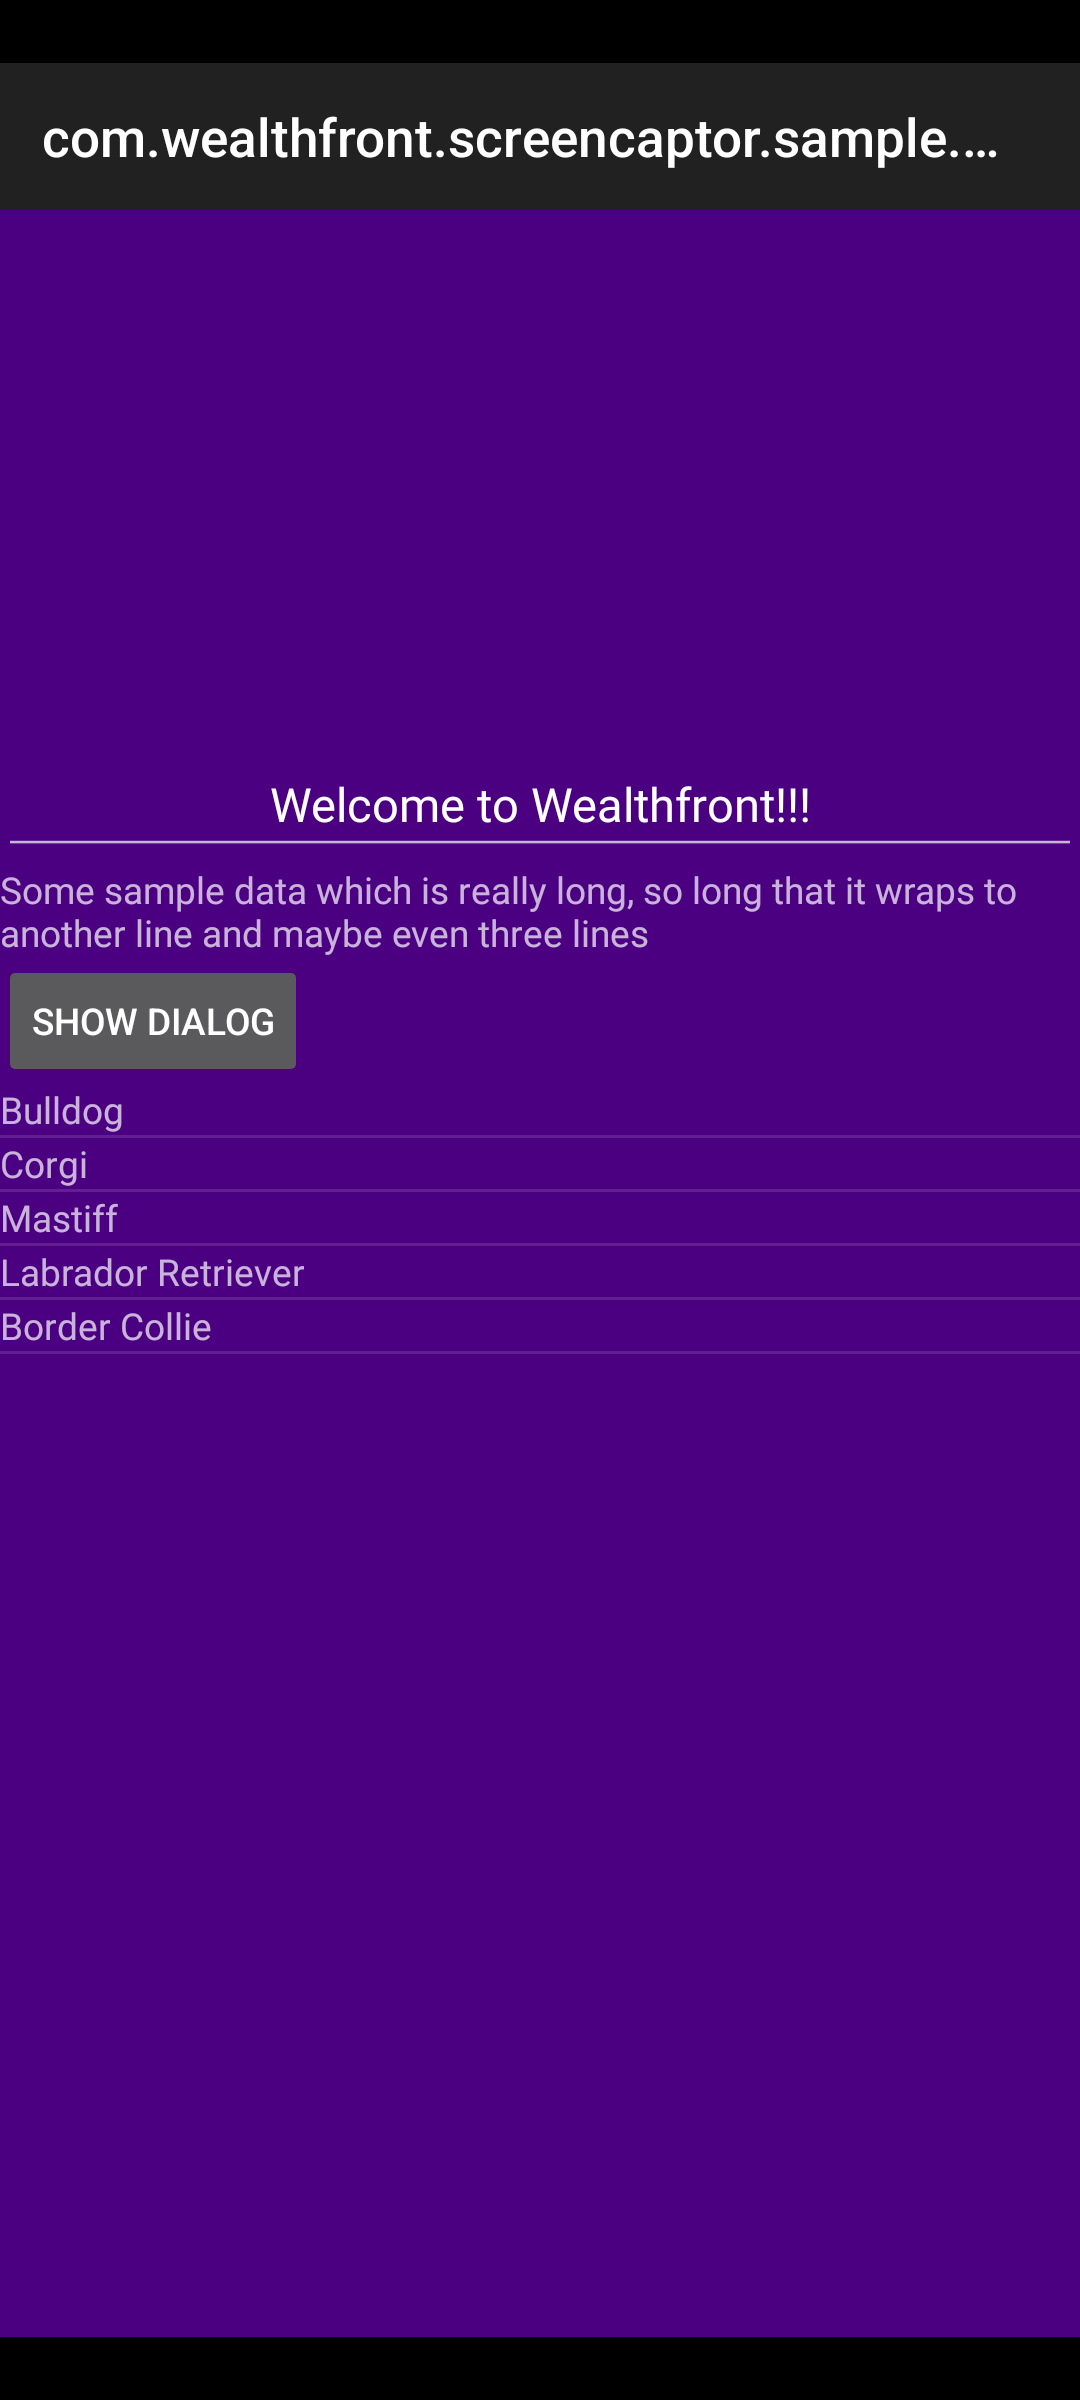 com.wealthfront.screencaptor.sample....
Welcome to Wealthfront!!!
Some sample data which is really long, so long that it wraps to
another line and maybe even three lines
SHOW DIALOG
Bulldog
Corgi
Mastiff
Labrador Retriever
Border Collie